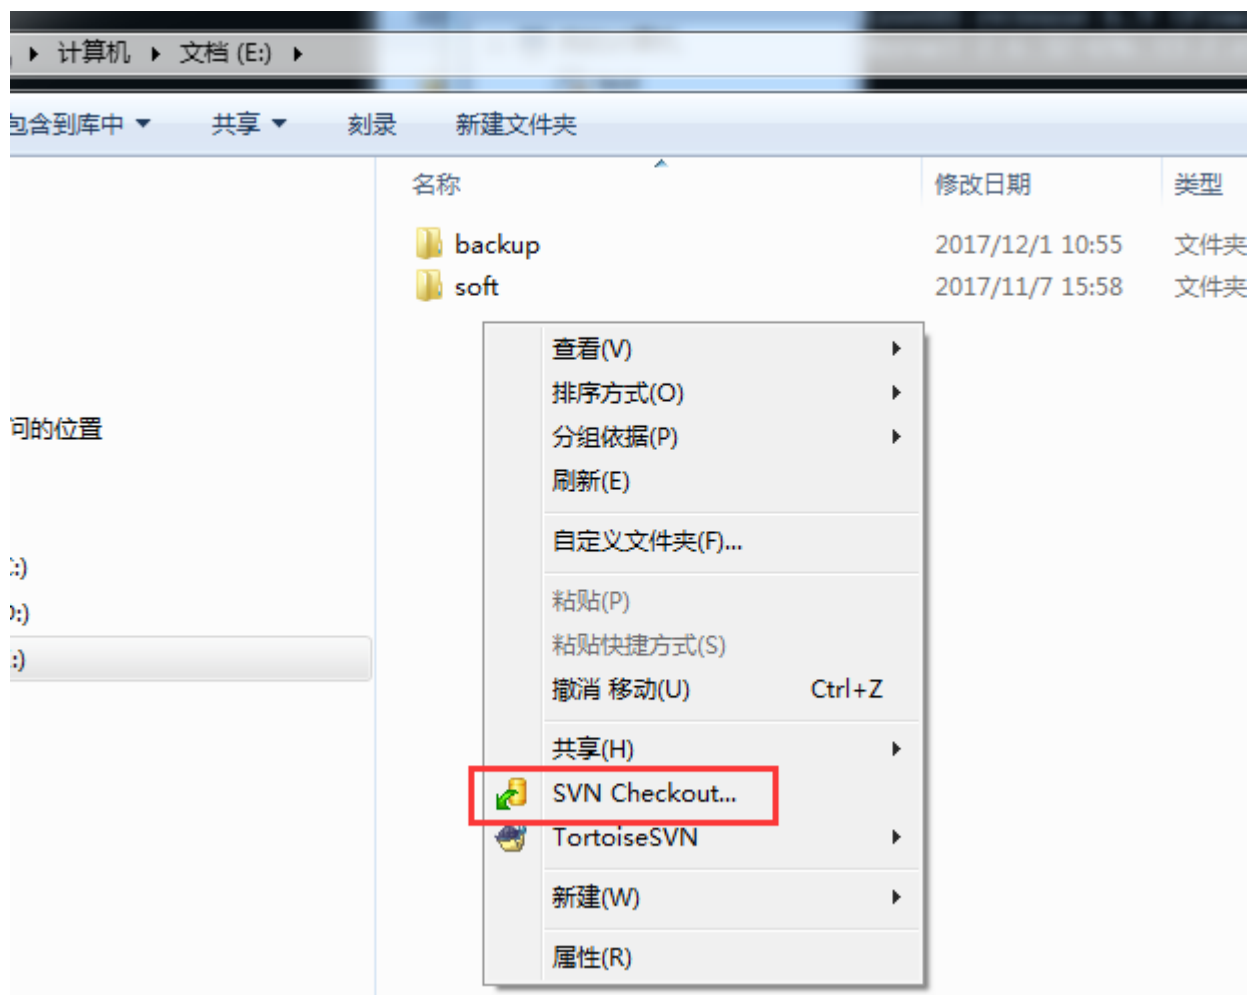 计算机 文档 (E:)
包含到库中 共享 刻录 新建文件夹
名称 修改日期 类型
backup 2017/12/1 10:55 文件夹
soft 2017/11/7 15:58 文件夹
查看(V)
排序方式(O)
分组依据(P)
问的位置
刷新(E)
自定义文件夹(F)...
:)
粘贴(P)
):)
粘贴快捷方式(S)
:)
撤消 移动(U) Ctrl+Z
共享(H)
SVN Checkout...
TortoiseSVN
新建(W)
属性(R)